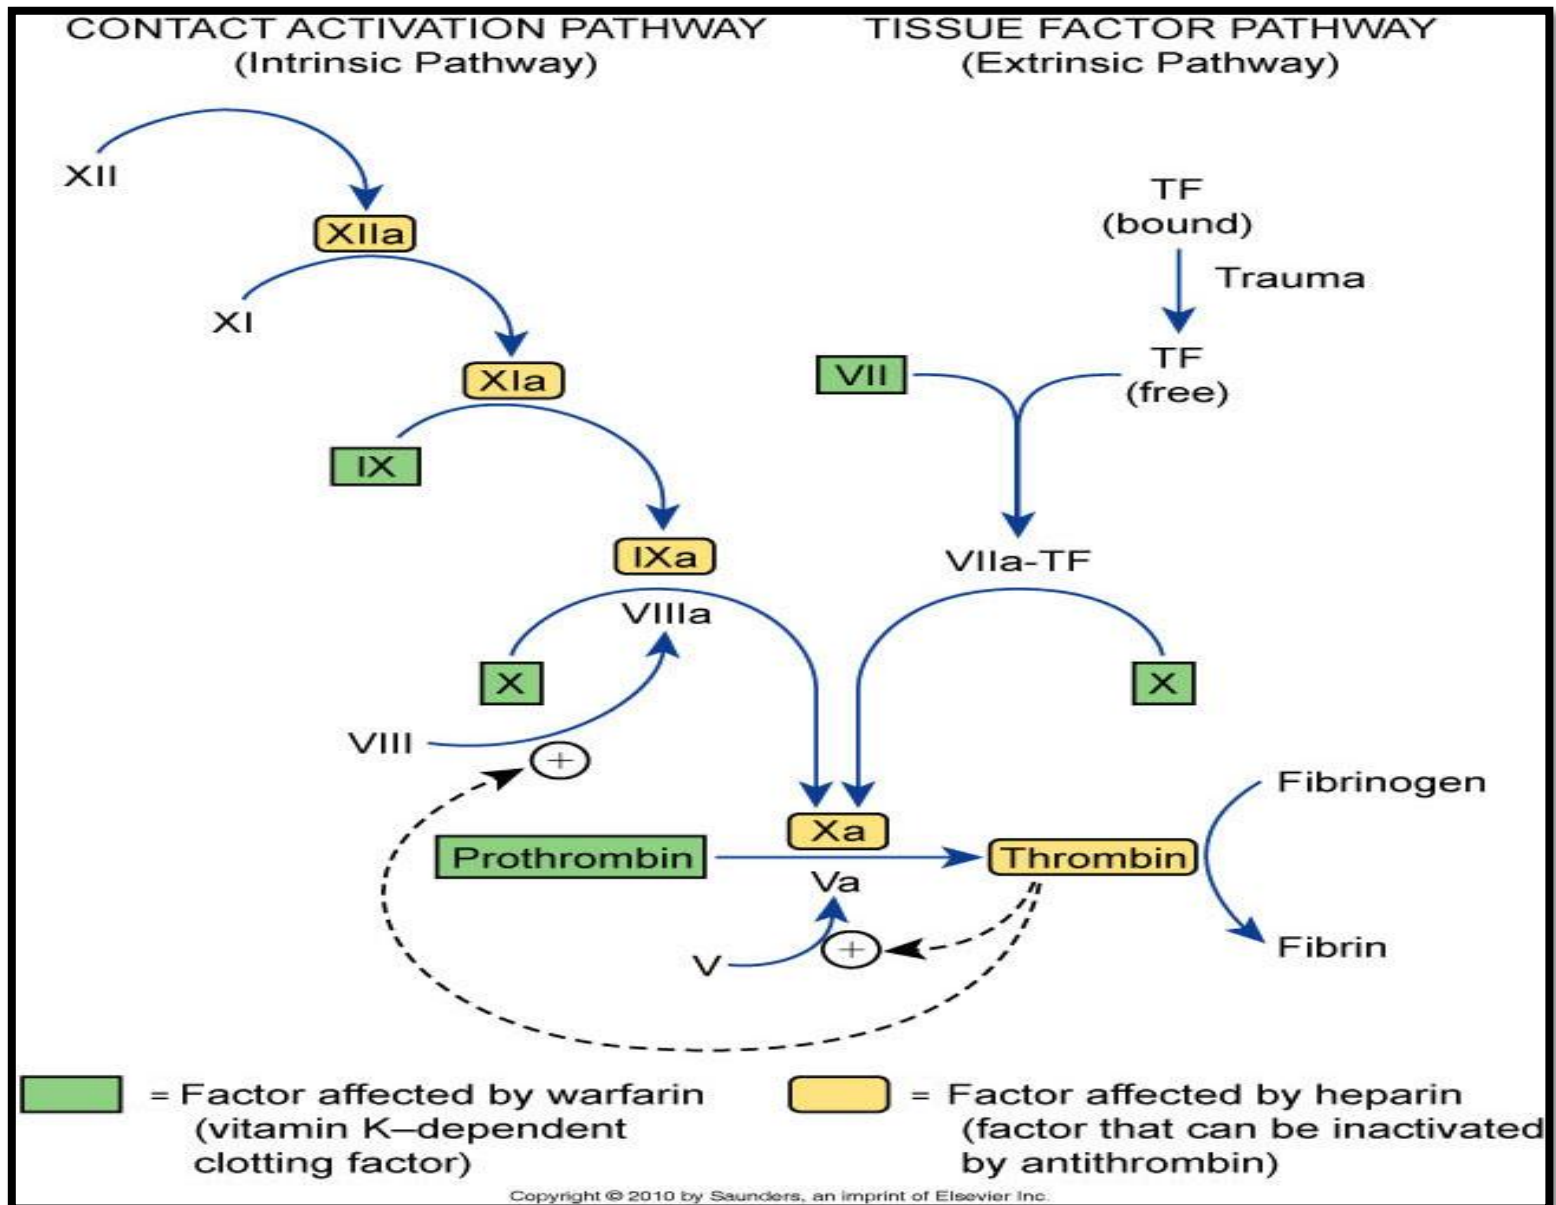 CONTACT ACTIVATION PATHWAY
(Intrinsic Pathway)
TISSUE FACTOR PATHWAY
(Extrinsic Pathway)
XII
XIIa
XI
XIa
IX
IXa
VIIIa
X
VIII
+
TF
(bound)
Trauma
TF
(free)
VII
VIIa-TF
X
Xa
Prothrombin
Thrombin
Va
V
+
Fibrinogen
Fibrin
= Factor affected by warfarin
(vitamin K–dependent
clotting factor)
= Factor affected by heparin
(factor that can be inactivated
by antithrombin)
Copyright © 2010 by Saunders, an imprint of Elsevier Inc.